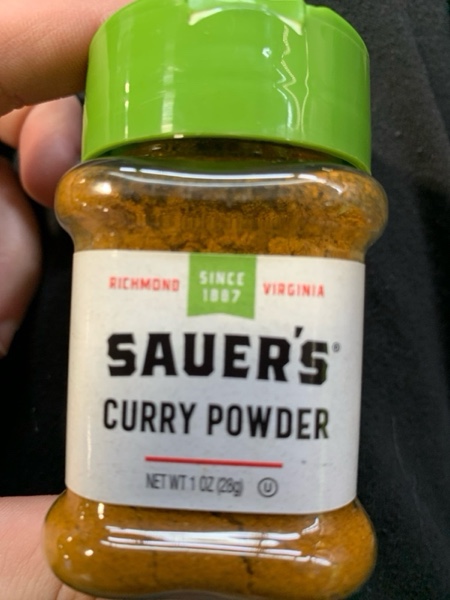 RICHMOND SINCE 1887 VIRGINIA
SAUER'S®
CURRY POWDER
NET WT 1 OZ (28g) Ⓤ